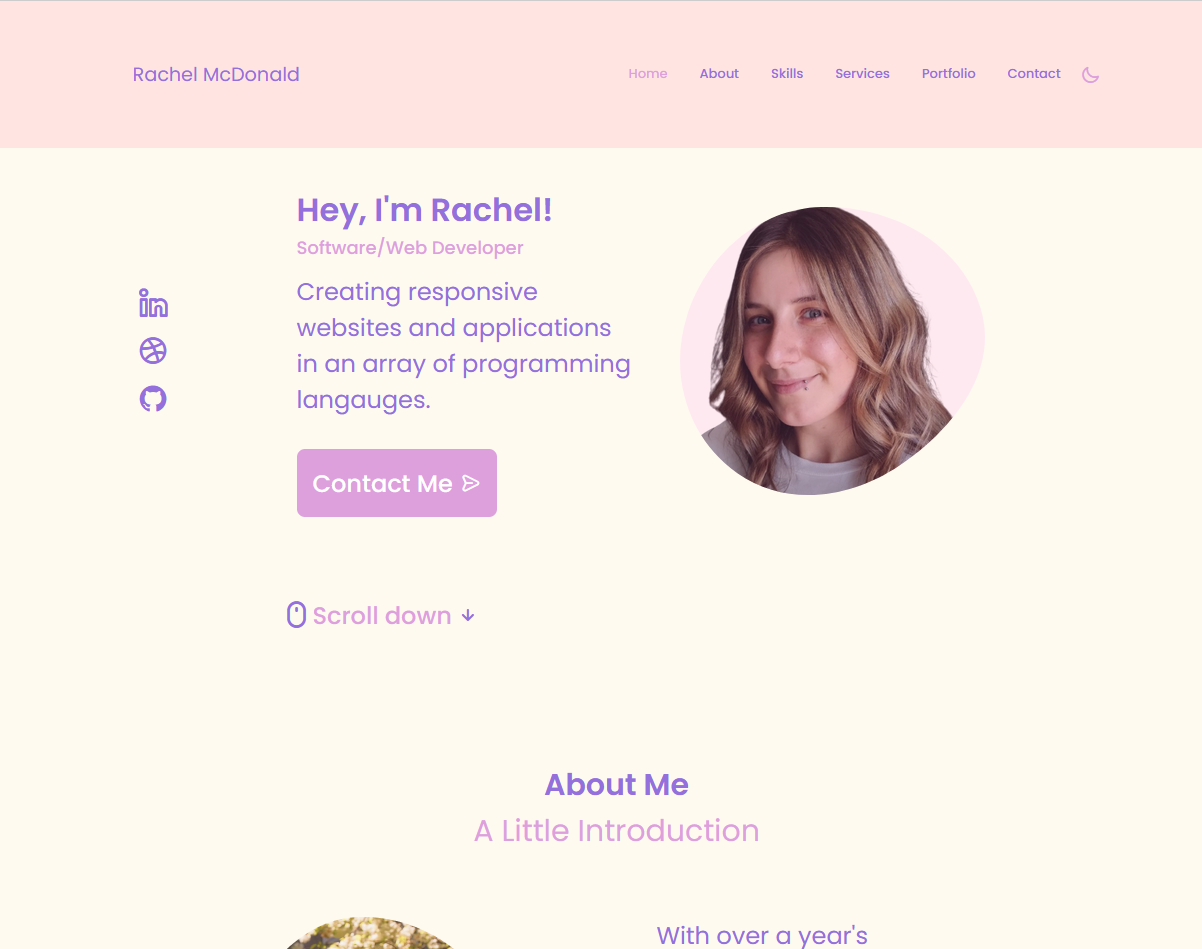 Rachel McDonald
Home About Skills Services Portfolio Contact
Hey, I'm Rachel!
Software/Web Developer
Creating responsive
websites and applications
in an array of programming
langauges.
Contact Me
Scroll down
About Me
A Little Introduction
With over a year's